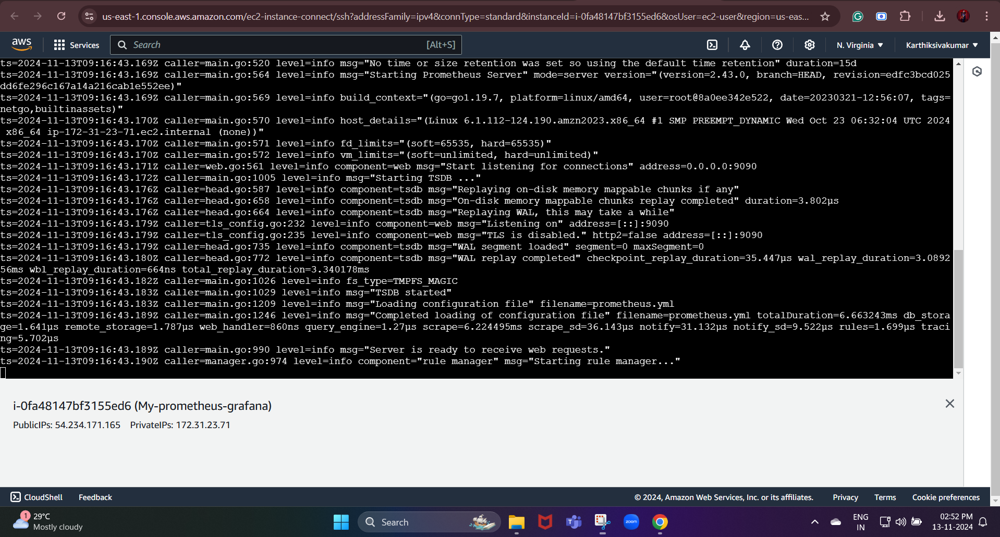 us-east-1.console.aws.amazon.com/ec2-instance-connect/ssh?addressFamily=ipv4&connType=standard&instanceId=i-0fa48147bf3155ed6&osUser=ec2-user&region=us-eas...
aws
Services
Search
[Alt+S]
N. Virginia
Karthiksivakumar
ts=2024-11-13T09:16:43.169Z caller=main.go:520 level=info msg="No time or size retention was set so using the default time retention" duration=15d
ts=2024-11-13T09:16:43.169Z caller=main.go:564 level=info msg="Starting Prometheus Server" mode=server version="(version=2.43.0, branch=HEAD, revision=edfc3bcd025
dd6fe296c167a14a216cab1e552ee)"
ts=2024-11-13T09:16:43.169Z caller=main.go:569 level=info build_context="(go=go1.19.7, platform=linux/amd64, user=root@8a0ee342e522, date=20230321-12:56:07, tags=
netgo,builtinassets)"
ts=2024-11-13T09:16:43.170Z caller=main.go:570 level=info host_details="(Linux 6.1.112-124.190.amzn2023.x86_64 #1 SMP PREEMPT_DYNAMIC Wed Oct 23 06:32:04 UTC 2024
x86_64 ip-172-31-23-71.ec2.internal (none))"
ts=2024-11-13T09:16:43.170Z caller=main.go:571 level=info fd_limits="(soft=65535, hard=65535)"
ts=2024-11-13T09:16:43.170Z caller=main.go:572 level=info vm_limits="(soft=unlimited, hard=unlimited)"
ts=2024-11-13T09:16:43.171Z caller=web.go:561 level=info component=web msg="Start listening for connections" address=0.0.0.0:9090
ts=2024-11-13T09:16:43.172Z caller=main.go:1005 level=info msg="Starting TSDB ..."
ts=2024-11-13T09:16:43.176Z caller=head.go:587 level=info component=tsdb msg="Replaying on-disk memory mappable chunks if any"
ts=2024-11-13T09:16:43.176Z caller=head.go:658 level=info component=tsdb msg="On-disk memory mappable chunks replay completed" duration=3.802µs
ts=2024-11-13T09:16:43.176Z caller=head.go:664 level=info component=tsdb msg="Replaying WAL, this may take a while"
ts=2024-11-13T09:16:43.179Z caller=tls_config.go:232 level=info component=web msg="Listening on" address=[::]:9090
ts=2024-11-13T09:16:43.179Z caller=tls_config.go:235 level=info component=web msg="TLS is disabled." http2=false address=[::]:9090
ts=2024-11-13T09:16:43.179Z caller=head.go:735 level=info component=tsdb msg="WAL segment loaded" segment=0 maxSegment=0
ts=2024-11-13T09:16:43.180Z caller=head.go:772 level=info component=tsdb msg="WAL replay completed" checkpoint_replay_duration=35.447µs wal_replay_duration=3.0892
56ms wbl_replay_duration=664ns total_replay_duration=3.340178ms
ts=2024-11-13T09:16:43.182Z caller=main.go:1026 level=info fs_type=TMPFS_MAGIC
ts=2024-11-13T09:16:43.183Z caller=main.go:1029 level=info msg="TSDB started"
ts=2024-11-13T09:16:43.183Z caller=main.go:1209 level=info msg="Loading configuration file" filename=prometheus.yml
ts=2024-11-13T09:16:43.189Z caller=main.go:1246 level=info msg="Completed loading of configuration file" filename=prometheus.yml totalDuration=6.663243ms db_stora
ge=1.641µs remote_storage=1.787µs web_handler=860ns query_engine=1.27µs scrape=6.224495ms scrape_sd=36.143µs notify=31.132µs notify_sd=9.522µs rules=1.699µs traci
ng=5.702µs
ts=2024-11-13T09:16:43.189Z caller=main.go:990 level=info msg="Server is ready to receive web requests."
ts=2024-11-13T09:16:43.190Z caller=manager.go:974 level=info component="rule manager" msg="Starting rule manager..."
i-0fa48147bf3155ed6 (My-prometheus-grafana)
PublicIPs: 54.234.171.165 PrivateIPs: 172.31.23.71
CloudShell
Feedback
© 2024, Amazon Web Services, Inc. or its affiliates.
Privacy
Terms
Cookie preferences
1
29°C
Mostly cloudy
Search
zoom
ENG
IN
02:52 PM
13-11-2024